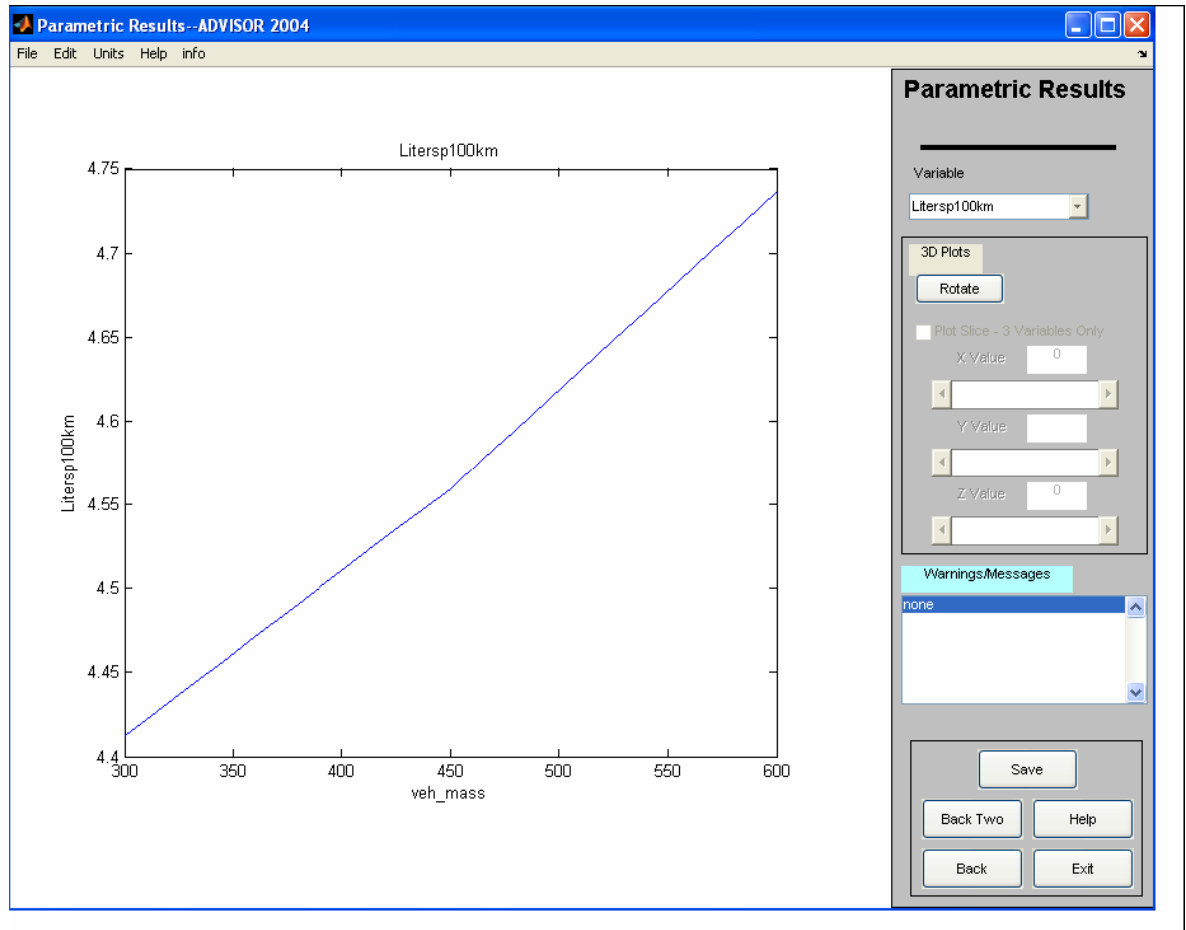 Parametric Results--ADVISOR 2004
File Edit Units Help info
Litersp100km
4.75
4.7
4.65
4.6
4.55
4.5
4.45
4.4
Litersp100km
300 350 400 450 500 550 600
veh_mass
Parametric Results
Variable
Litersp100km
3D Plots
Rotate
Plot Slice - 3 Variables Only
X Value 0
Y Value
Z Value 0
Warnings/Messages
none
Save
Back Two Help
Back Exit